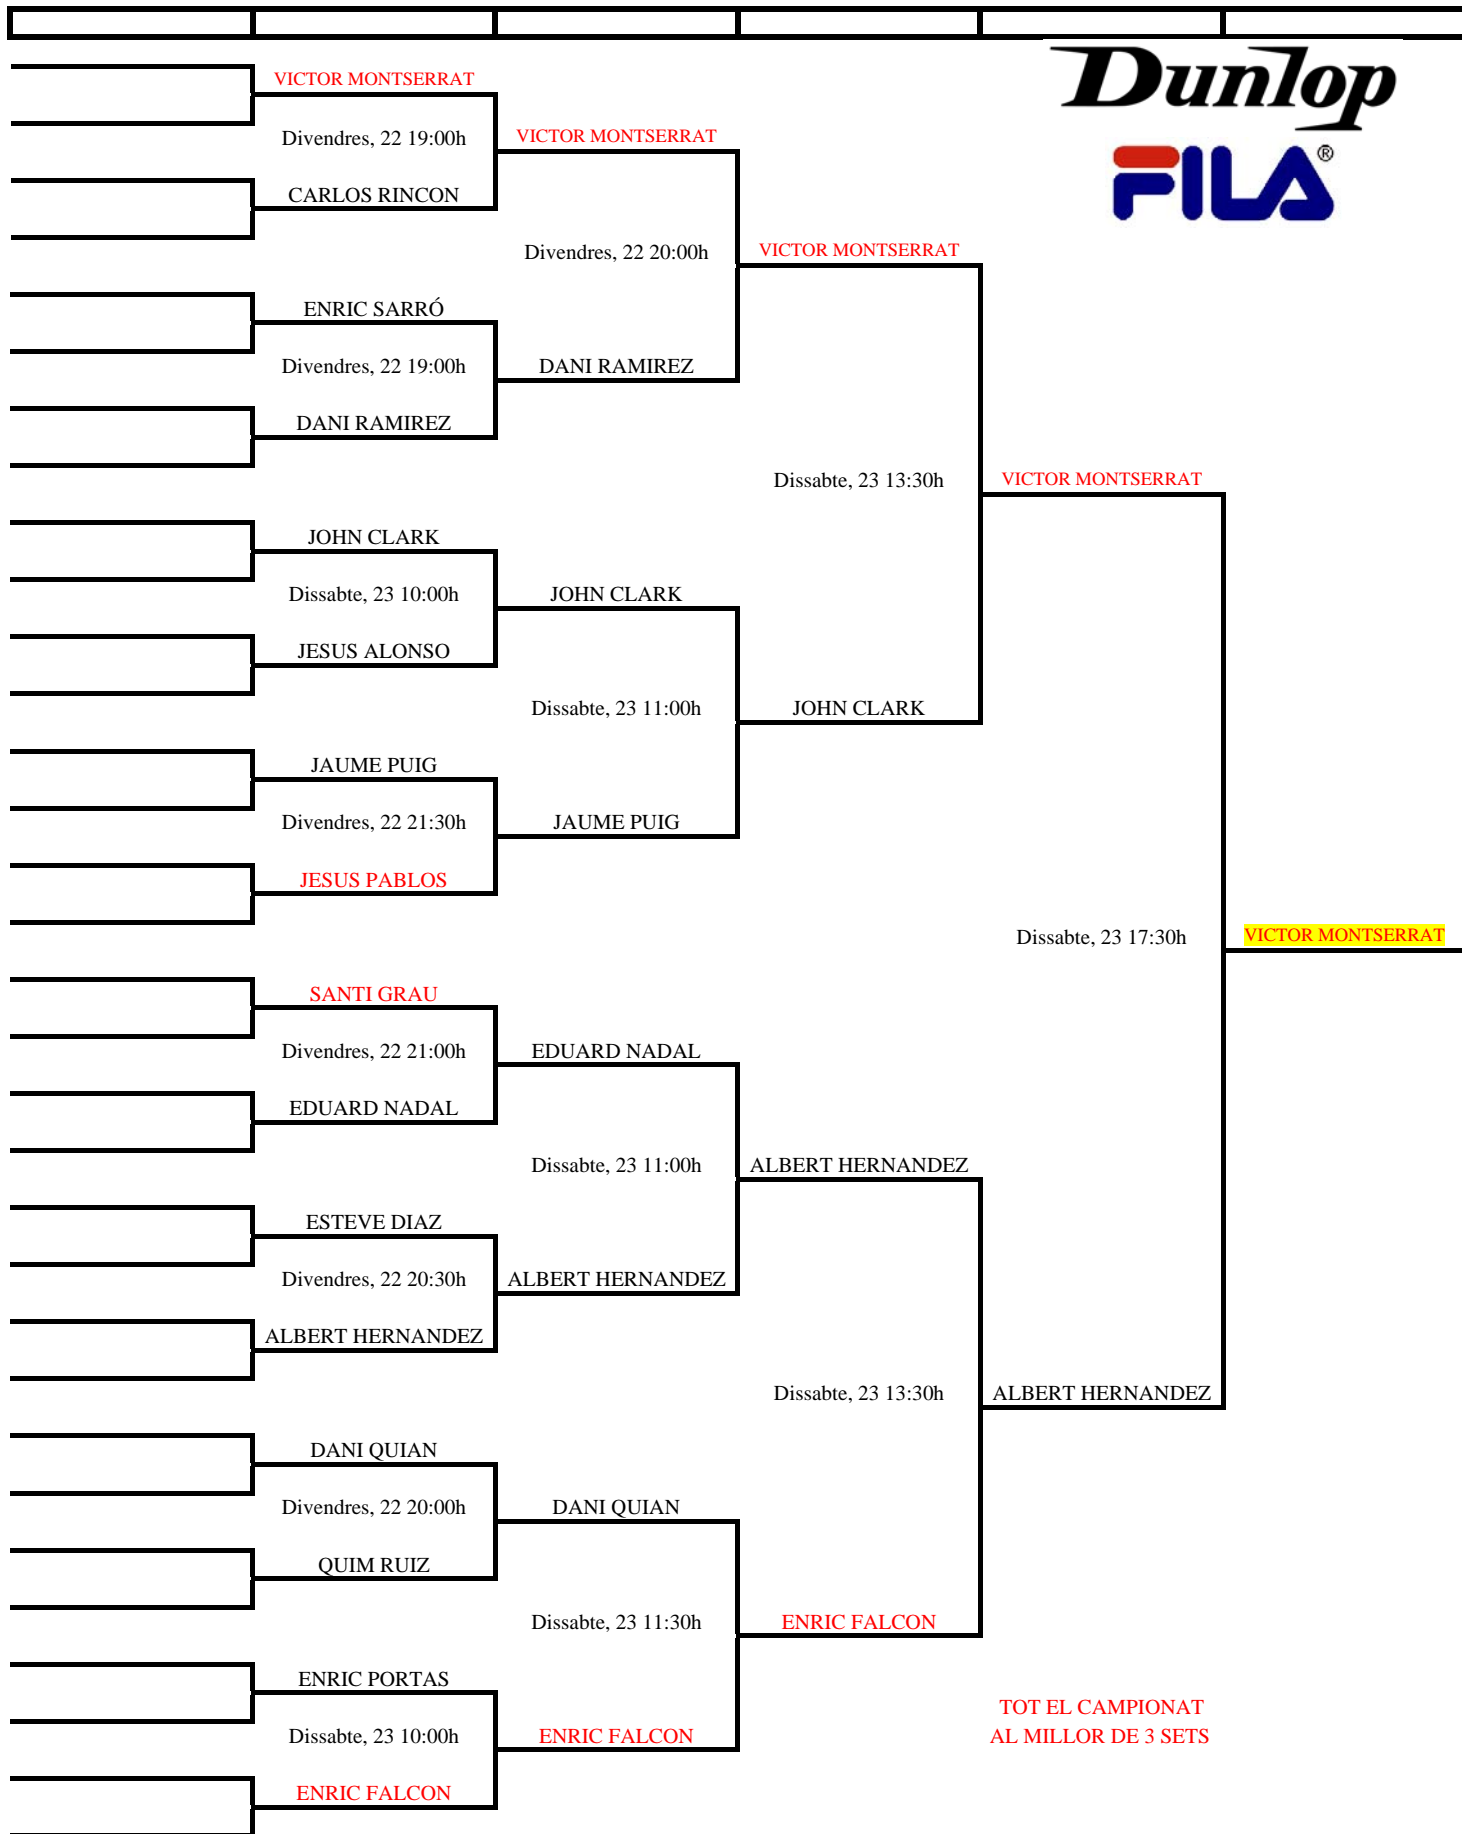 Dunlop
FILA®
VICTOR MONTSERRAT
Divendres, 22 19:00h
VICTOR MONTSERRAT
CARLOS RINCON
Divendres, 22 20:00h
VICTOR MONTSERRAT
ENRIC SARRÓ
Divendres, 22 19:00h
DANI RAMIREZ
DANI RAMIREZ
Dissabte, 23 13:30h
VICTOR MONTSERRAT
JOHN CLARK
Dissabte, 23 10:00h
JOHN CLARK
JESUS ALONSO
Dissabte, 23 11:00h
JOHN CLARK
JAUME PUIG
Divendres, 22 21:30h
JAUME PUIG
JESUS PABLOS
Dissabte, 23 17:30h
VICTOR MONTSERRAT
SANTI GRAU
Divendres, 22 21:00h
EDUARD NADAL
EDUARD NADAL
Dissabte, 23 11:00h
ALBERT HERNANDEZ
ESTEVE DIAZ
Divendres, 22 20:30h
ALBERT HERNANDEZ
ALBERT HERNANDEZ
Dissabte, 23 13:30h
ALBERT HERNANDEZ
DANI QUIAN
Divendres, 22 20:00h
DANI QUIAN
QUIM RUIZ
Dissabte, 23 11:30h
ENRIC FALCON
ENRIC PORTAS
TOT EL CAMPIONAT
Dissabte, 23 10:00h
ENRIC FALCON
AL MILLOR DE 3 SETS
ENRIC FALCON